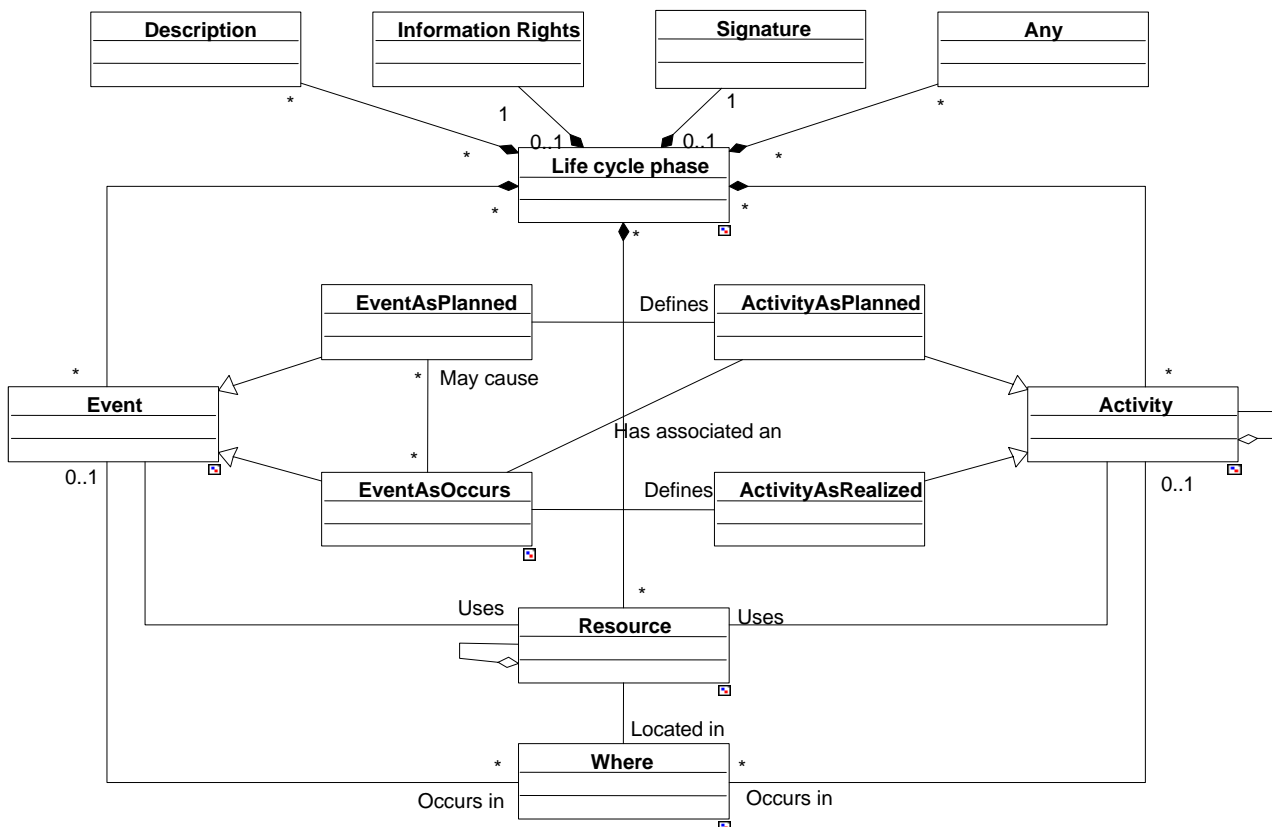 Description
Information Rights
Signature
Any
*
1
1
*
0..1
0..1
*
*
Life cycle phase
*
*
*
EventAsPlanned
Defines
ActivityAsPlanned
*
*
May cause
*
Event
Activity
Has associated an
*
0..1
0..1
EventAsOccurs
Defines
ActivityAsRealized
*
Uses
Uses
Resource
Located in
*
*
Where
Occurs in
Occurs in